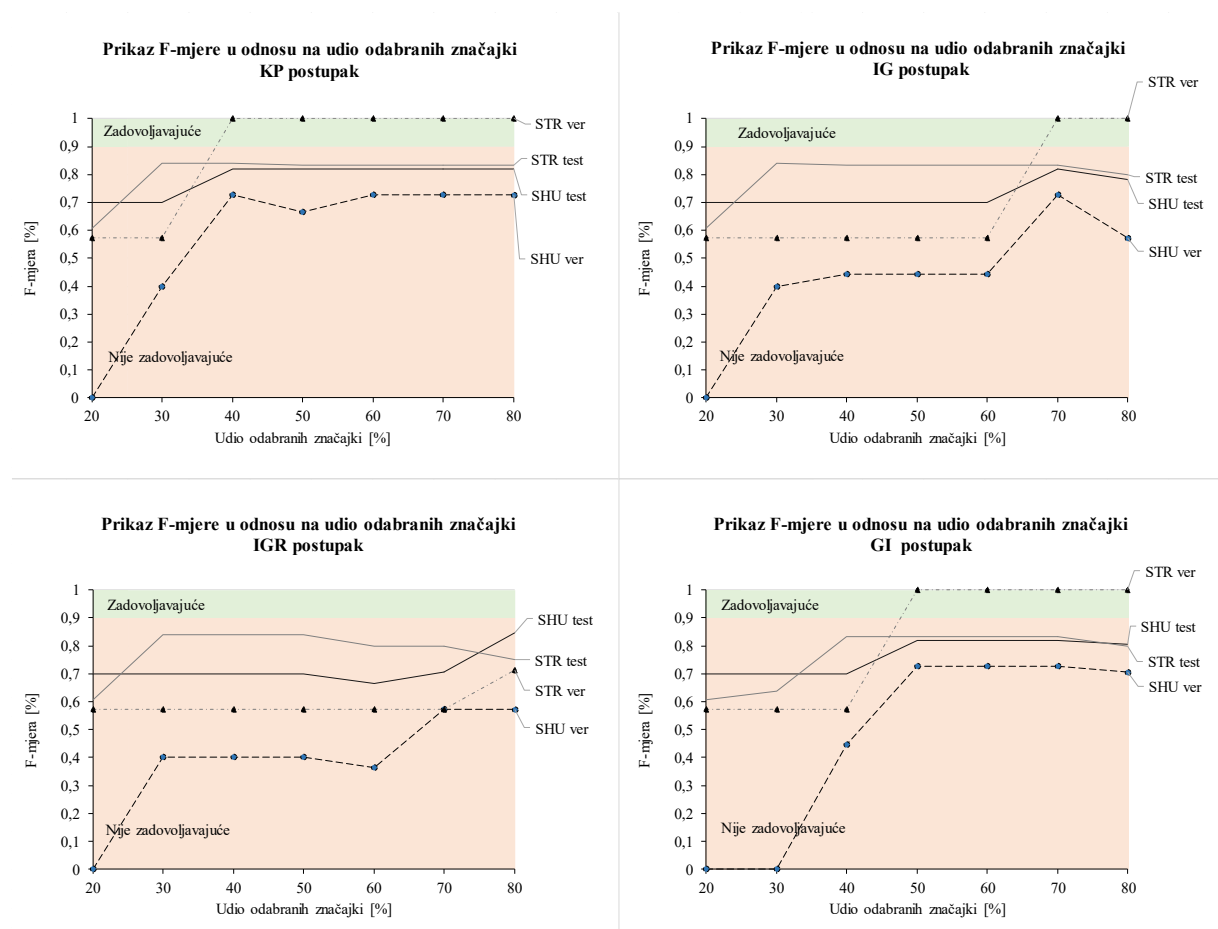 Prikaz F-mjere u odnosu na udio odabranih značajki
KP postupak
F-mjera [%]
1
0,9
0,8
0,7
0,6
0,5
0,4
0,3
0,2
0,1
0
Zadovoljavajuće
Nije zadovoljavajuće
STR ver
STR test
SHU test
SHU ver
20 30 40 50 60 70 80
Udio odabranih značajki [%]
Prikaz F-mjere u odnosu na udio odabranih značajki
IG postupak
F-mjera [%]
1
0,9
0,8
0,7
0,6
0,5
0,4
0,3
0,2
0,1
0
Zadovoljavajuće
Nije zadovoljavajuće
STR ver
STR test
SHU test
SHU ver
20 30 40 50 60 70 80
Udio odabranih značajki [%]
Prikaz F-mjere u odnosu na udio odabranih značajki
IGR postupak
F-mjera [%]
1
0,9
0,8
0,7
0,6
0,5
0,4
0,3
0,2
0,1
0
Zadovoljavajuće
Nije zadovoljavajuće
SHU test
STR test
STR ver
SHU ver
20 30 40 50 60 70 80
Udio odabranih značajki [%]
Prikaz F-mjere u odnosu na udio odabranih značajki
GI postupak
F-mjera [%]
1
0,9
0,8
0,7
0,6
0,5
0,4
0,3
0,2
0,1
0
Zadovoljavajuće
Nije zadovoljavajuće
STR ver
SHU test
STR test
SHU ver
20 30 40 50 60 70 80
Udio odabranih značajki [%]